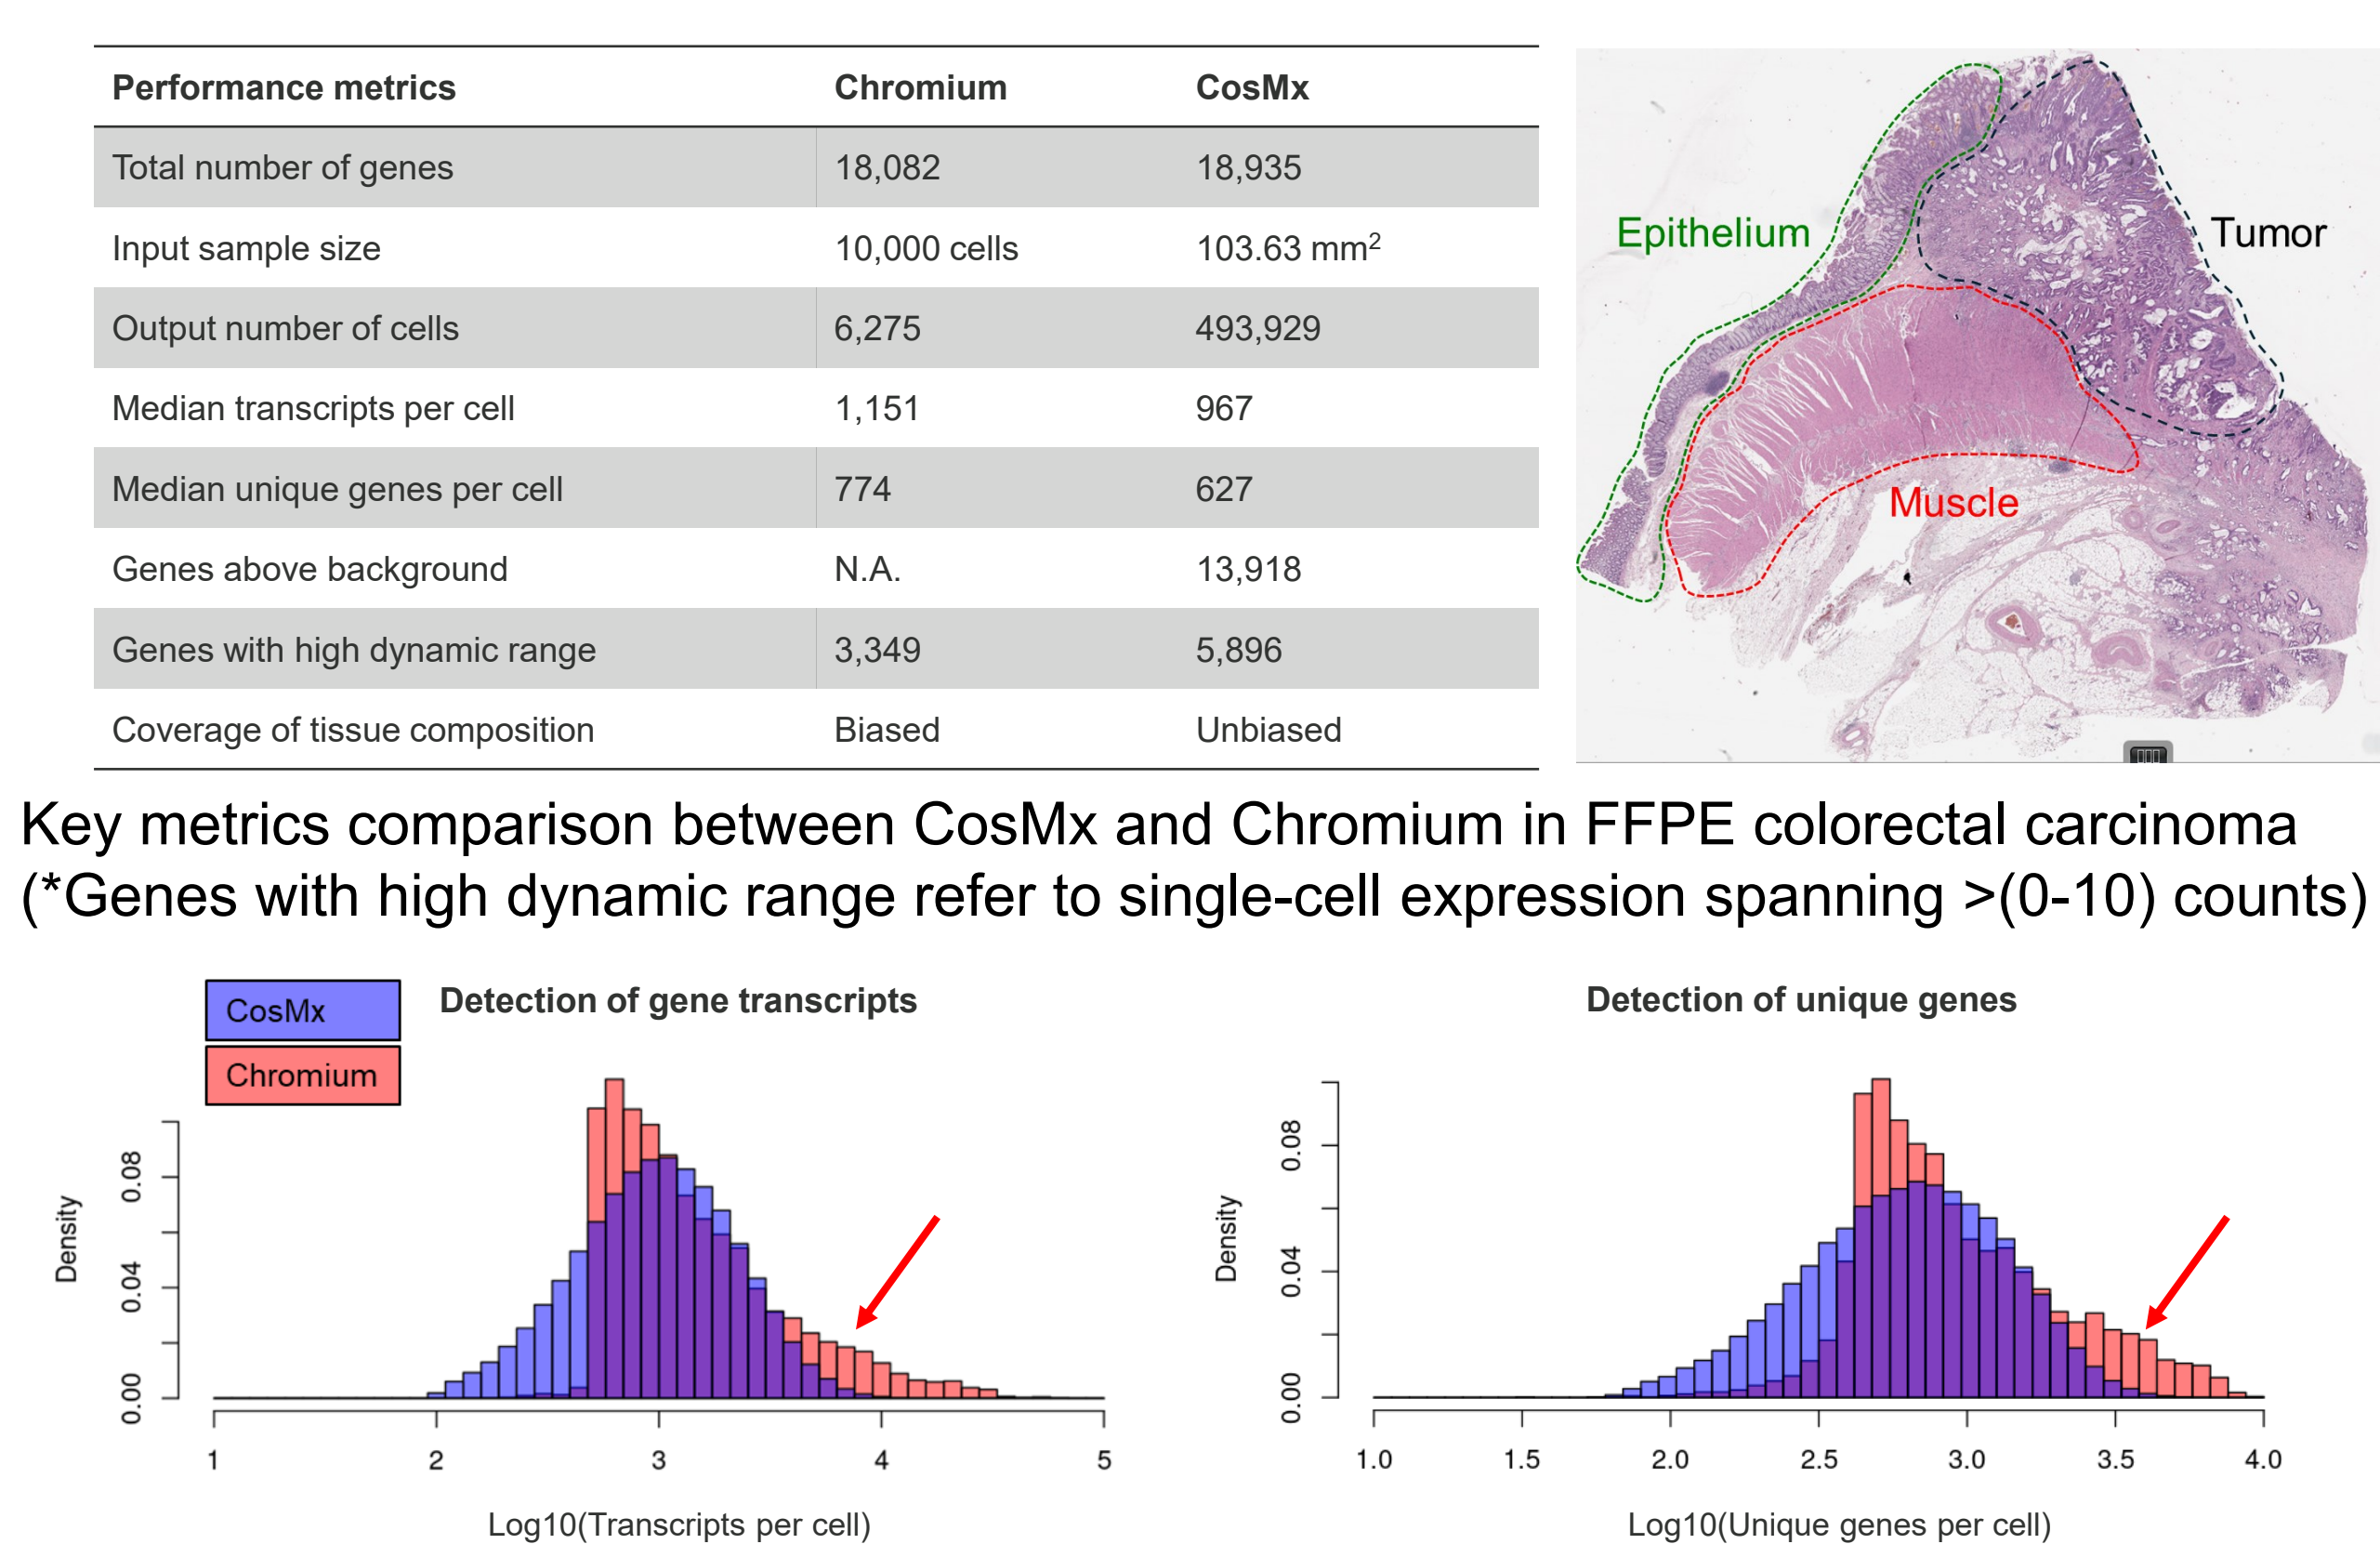 Performance metrics Chromium CosMx
Total number of genes 18,082 18,935
Input sample size 10,000 cells 103.63 mm²
Output number of cells 6,275 493,929
Median transcripts per cell 1,151 967
Median unique genes per cell 774 627
Genes above background N.A. 13,918
Genes with high dynamic range 3,349 5,896
Coverage of tissue composition Biased Unbiased
Epithelium
Tumor
Muscle
Key metrics comparison between CosMx and Chromium in FFPE colorectal carcinoma
(*Genes with high dynamic range refer to single-cell expression spanning >(0-10) counts)
CosMx
Chromium
Detection of gene transcripts
Density
0.00 0.04 0.08
1 2 3 4 5
Log10(Transcripts per cell)
Detection of unique genes
Density
0.00 0.04 0.08
1.0 1.5 2.0 2.5 3.0 3.5 4.0
Log10(Unique genes per cell)